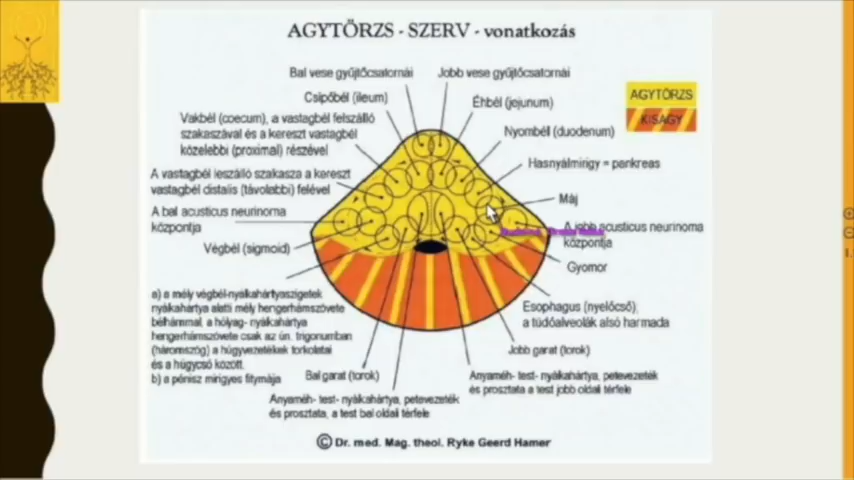 AGYTÖRZS - SZERV - vonatkozás
Bal vese gyűjtőcsatornái
Jobb vese gyűjtőcsatornái
Csípőbél (ileum)
Éhbél (jejunum)
AGYTÖRZS
KISAGY
Vakbél (coecum), a vastagbél felszálló
szakaszával és a kereszt vastagbél
közelebbi (proximal) részével
Nyombél (duodenum)
Hasnyálmirigy = pankreas
A vastagbél leszálló szakasza a kereszt
vastagbél distalis (távolabbi) felével
Máj
A bal acusticus neurinoma
központja
A jobb acusticus neurinoma
központja
Végbél (sigmoid)
Gyomor
a) a mély végbél-nyálkahártyaszigetek
nyálkahártya alatti mély hengerhámszövete
bélhámmal, a hólyag- nyálkahártya
hengerhámszövete csak az ún. trigonumban
(háromszög) a húgyvezetékek torkolatai
és a húgycső között.
b) a pénisz mirigyes fitymája
Esophagus (nyelőcső),
a tüdőalveolák alsó harmada
Jobb garat (torok)
Bal garat (torok)
Anyaméh- test- nyálkahártya, petevezeték
és prosztata a test jobb oldali térfele
Anyaméh- test- nyálkahártya, petevezeték
és prosztata, a test bal oldali térfele
© Dr. med. Mag. theol. Ryke Geerd Hamer